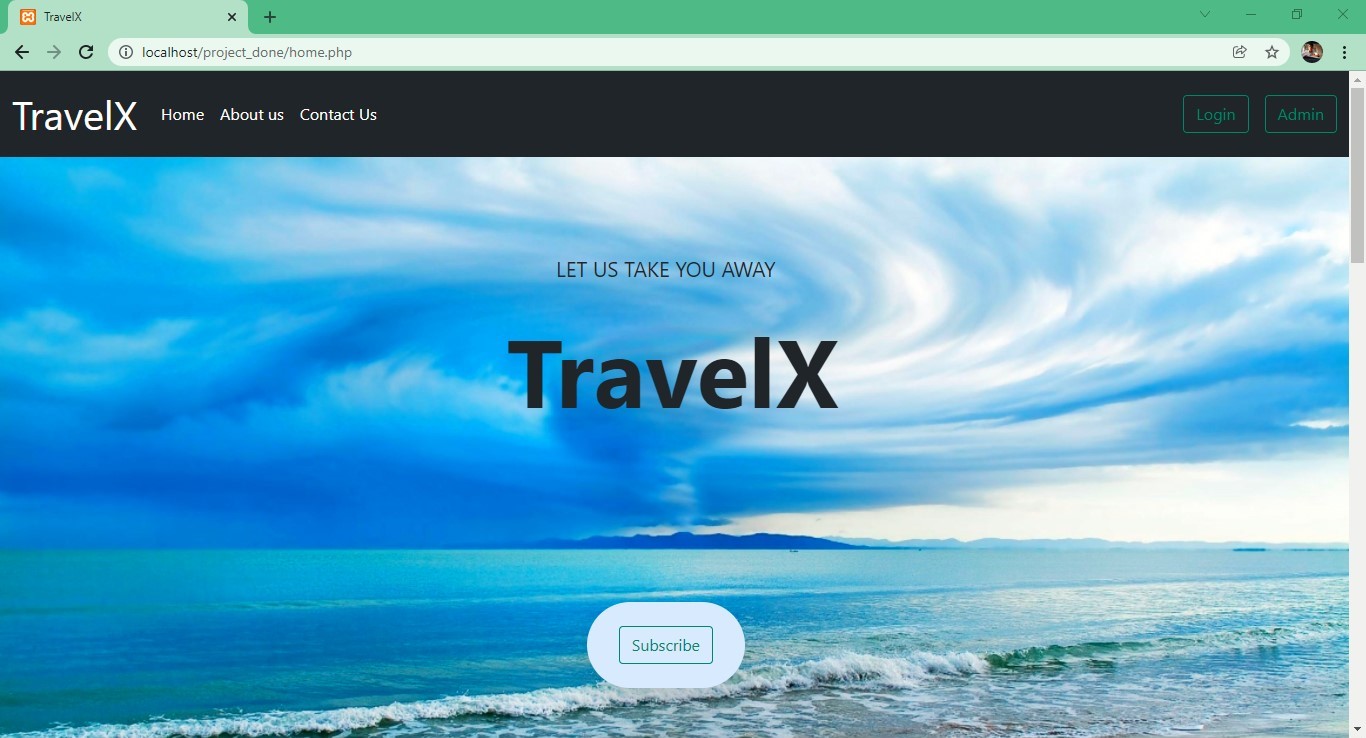 TravelX
localhost/project_done/home.php
TravelX Home About us Contact Us Login Admin
LET US TAKE YOU AWAY
TravelX
Subscribe